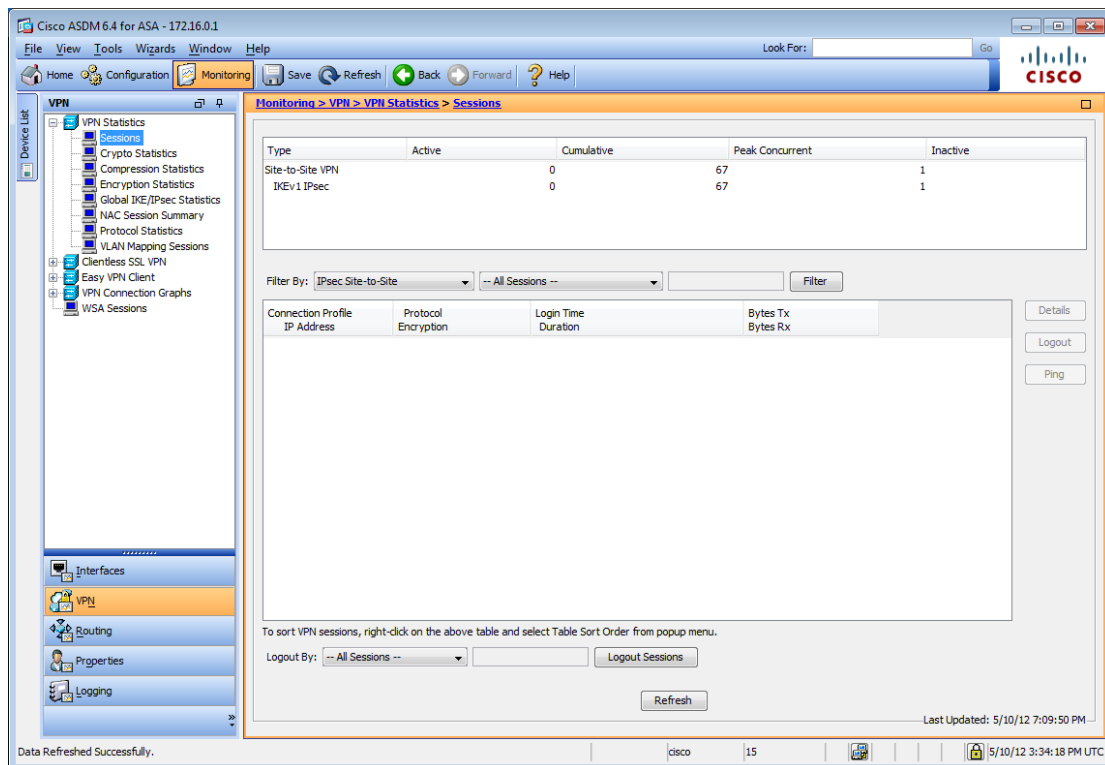 Cisco ASDM 6.4 for ASA - 172.16.0.1
File View Tools Wizards Window Help
Look For:
Go
Home Configuration Monitoring Save Refresh Back Forward Help
CISCO
Device List
VPN
VPN Statistics
Sessions
Crypto Statistics
Compression Statistics
Encryption Statistics
Global IKE/IPsec Statistics
NAC Session Summary
Protocol Statistics
VLAN Mapping Sessions
Clientless SSL VPN
Easy VPN Client
VPN Connection Graphs
WSA Sessions
Interfaces
VPN
Routing
Properties
Logging
Monitoring > VPN > VPN Statistics > Sessions
Type Active Cumulative Peak Concurrent Inactive
Site-to-Site VPN 0 67 1
IKEv1 IPsec 0 67 1
Filter By: IPsec Site-to-Site -- All Sessions -- Filter
Connection Profile Protocol Login Time Bytes Tx
IP Address Encryption Duration Bytes Rx
Details
Logout
Ping
To sort VPN sessions, right-click on the above table and select Table Sort Order from popup menu.
Logout By: -- All Sessions -- Logout Sessions
Refresh
Last Updated: 5/10/12 7:09:50 PM
Data Refreshed Successfully. cisco 15 5/10/12 3:34:18 PM UTC